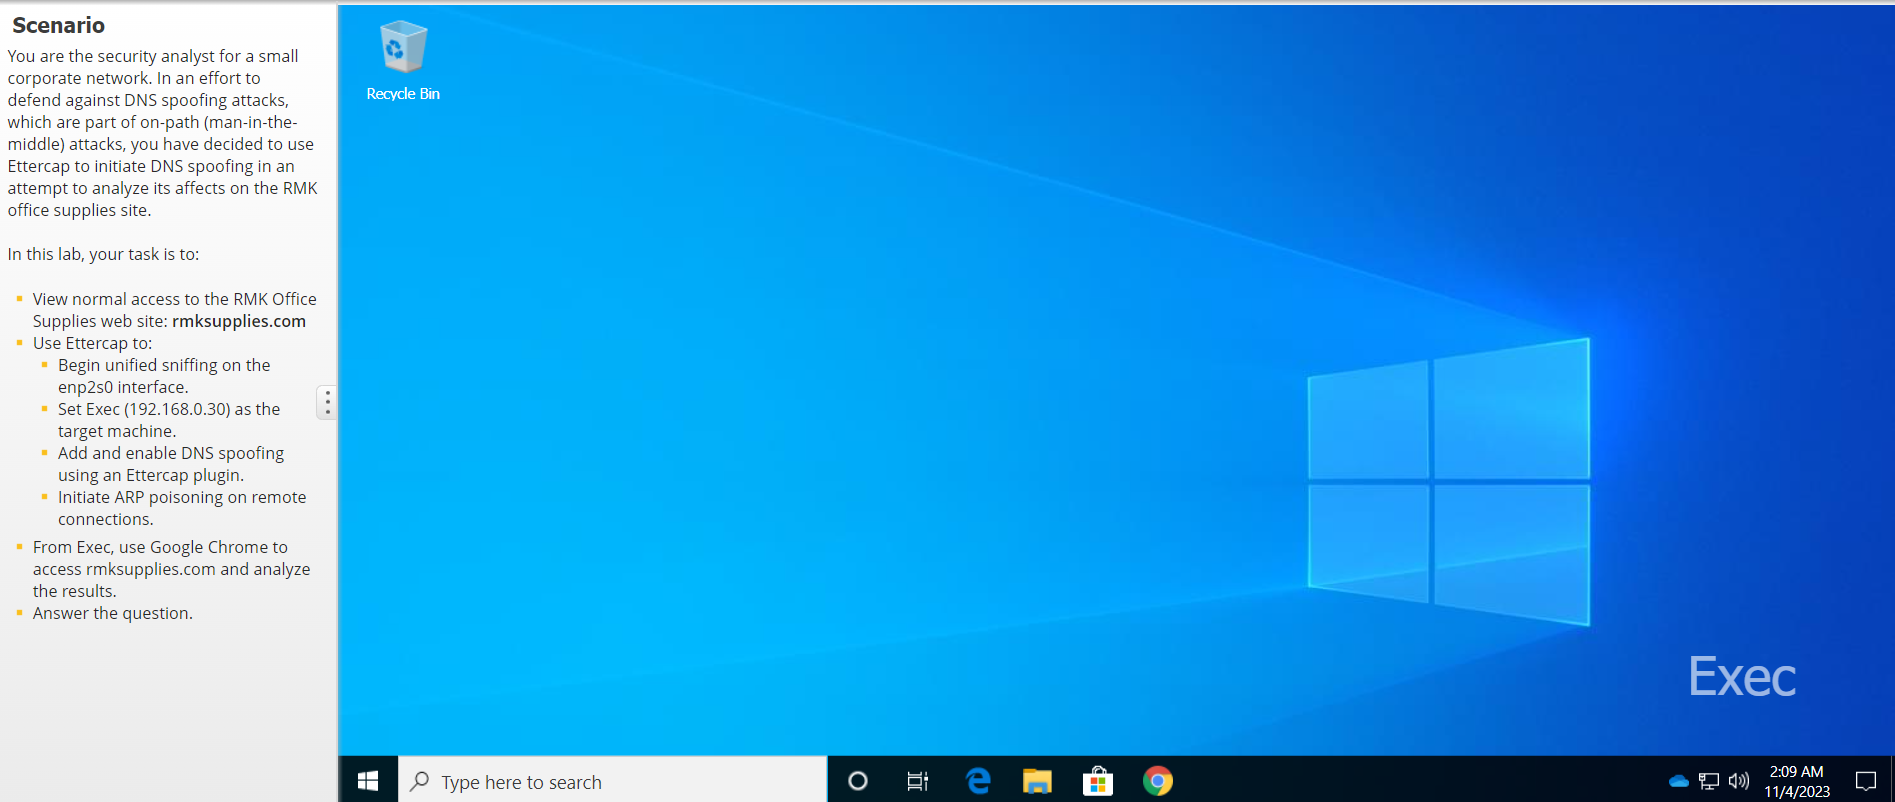 Scenario
You are the security analyst for a small
corporate network. In an effort to
defend against DNS spoofing attacks,
which are part of on-path (man-in-the-
middle) attacks, you have decided to use
Ettercap to initiate DNS spoofing in an
attempt to analyze its affects on the RMK
office supplies site.
In this lab, your task is to:
View normal access to the RMK Office
Supplies web site: rmksupplies.com
Use Ettercap to:
Begin unified sniffing on the
enp2s0 interface.
Set Exec (192.168.0.30) as the
target machine.
Add and enable DNS spoofing
using an Ettercap plugin.
Initiate ARP poisoning on remote
connections.
From Exec, use Google Chrome to
access rmksupplies.com and analyze
the results.
Answer the question.
Recycle Bin
Exec
Type here to search
2:09 AM
11/4/2023